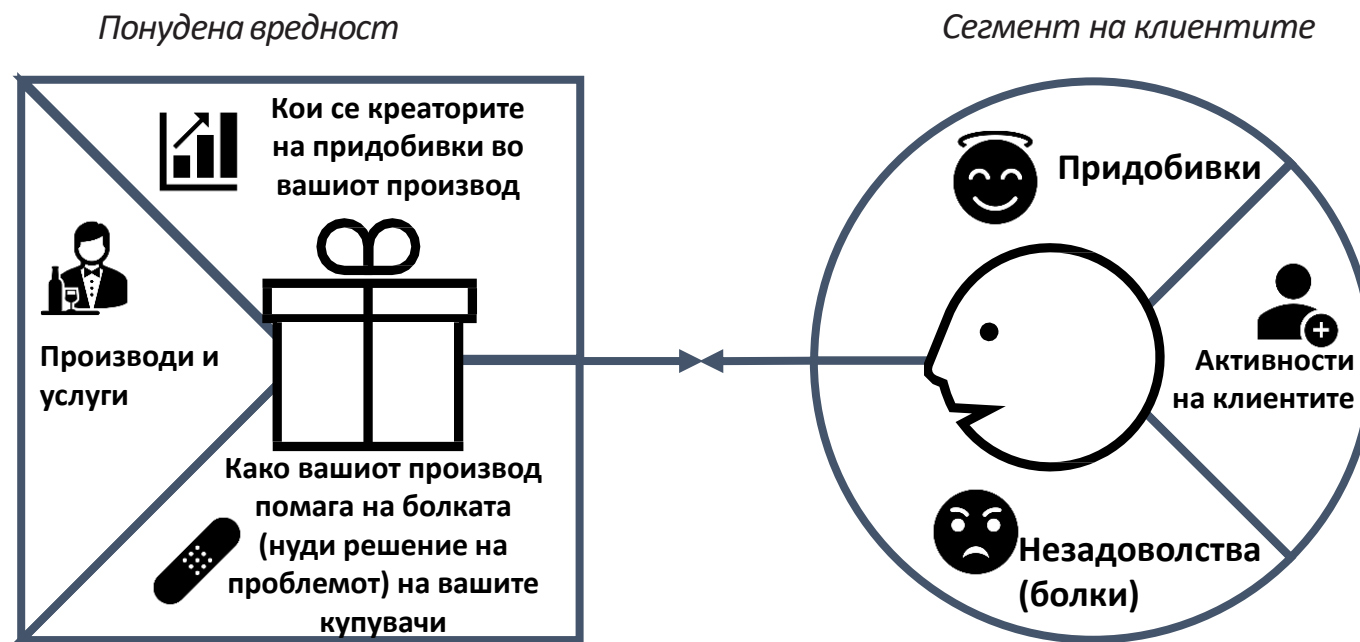 Понудена вредност
Сегмент на клиентите
Кои се креаторите
на придобивки во
вашиот производ
Производи и
услуги
Како вашиот производ
помага на болката
(нуди решение на
проблемот) на вашите
купувачи
Придобивки
Активности
на клиентите
Незадоволства
(болки)